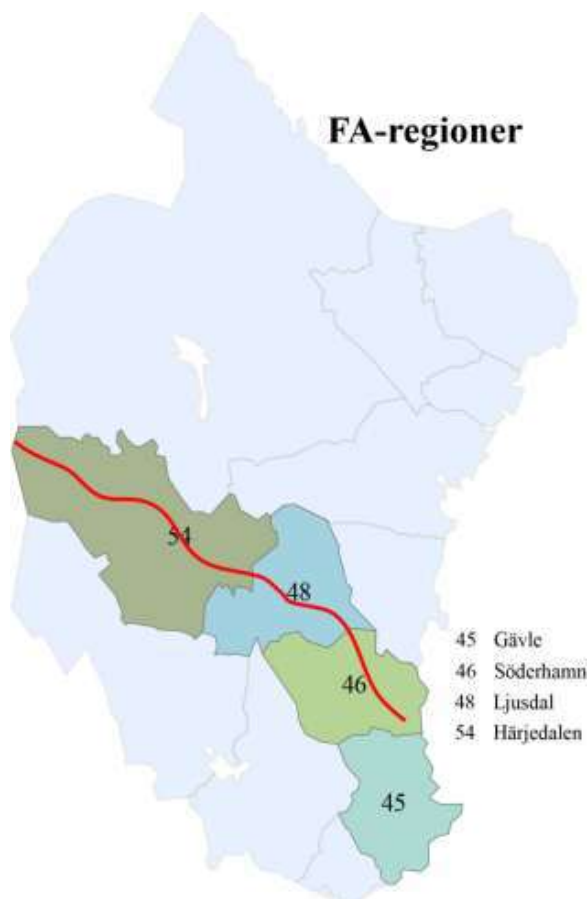 FA-regioner
54
48
46
45
45 Gävle
46 Söderhamn
48 Ljusdal
54 Härjedalen